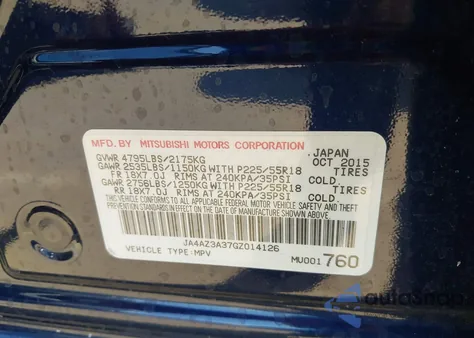 MFD. BY MITSUBISHI MOTORS CORPORATION JAPAN
GVWR 4795LBS/2175KG OCT 2015
GAWR 2535LBS/1150KG WITH P225/55R18 TIRES
FR 18X7.0J RIMS AT 240KPA/35PSI COLD.
GAWR 2756LBS/1250KG WITH P225/55R18 TIRES
RR 18X7.0J RIMS AT 240KPA/35PSI COLD.
THIS VEHICLE CONFORMS TO ALL APPLICABLE FEDERAL MOTOR VEHICLE
SAFETY AND THEFT PREVENTION STANDARDS IN EFFECT ON THE DATE OF
MANUFACTURE SHOWN ABOVE.
JA4AZ3A37GZ014126
VEHICLE TYPE:MPV MU001760
autosnap